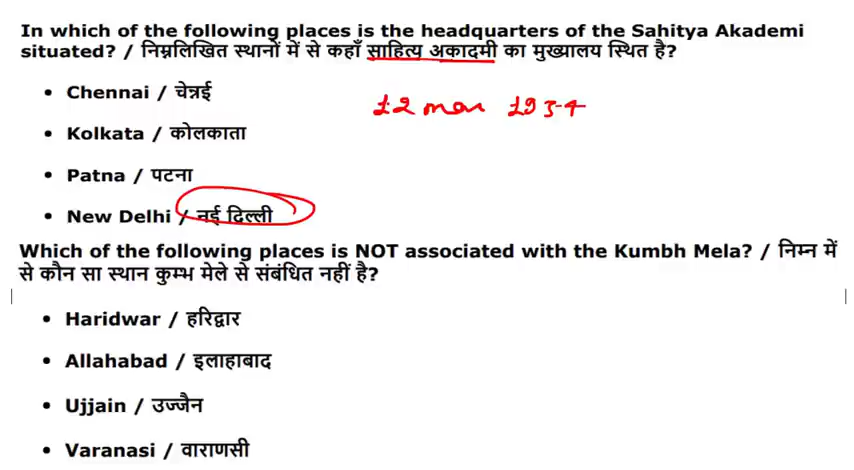 In which of the following places is the headquarters of the Sahitya Akademi
situated? / निम्नलिखित स्थानों में से कहाँ साहित्य अकादमी का मुख्यालय स्थित है?
• Chennai / चेन्नई
12 mar 1954
• Kolkata / कोलकाता
• Patna / पटना
• New Delhi / नई दिल्ली
Which of the following places is NOT associated with the Kumbh Mela? / निम्न में
से कौन सा स्थान कुम्भ मेले से संबंधित नहीं है?
• Haridwar / हरिद्वार
• Allahabad / इलाहाबाद
• Ujjain / उज्जैन
• Varanasi / वाराणसी